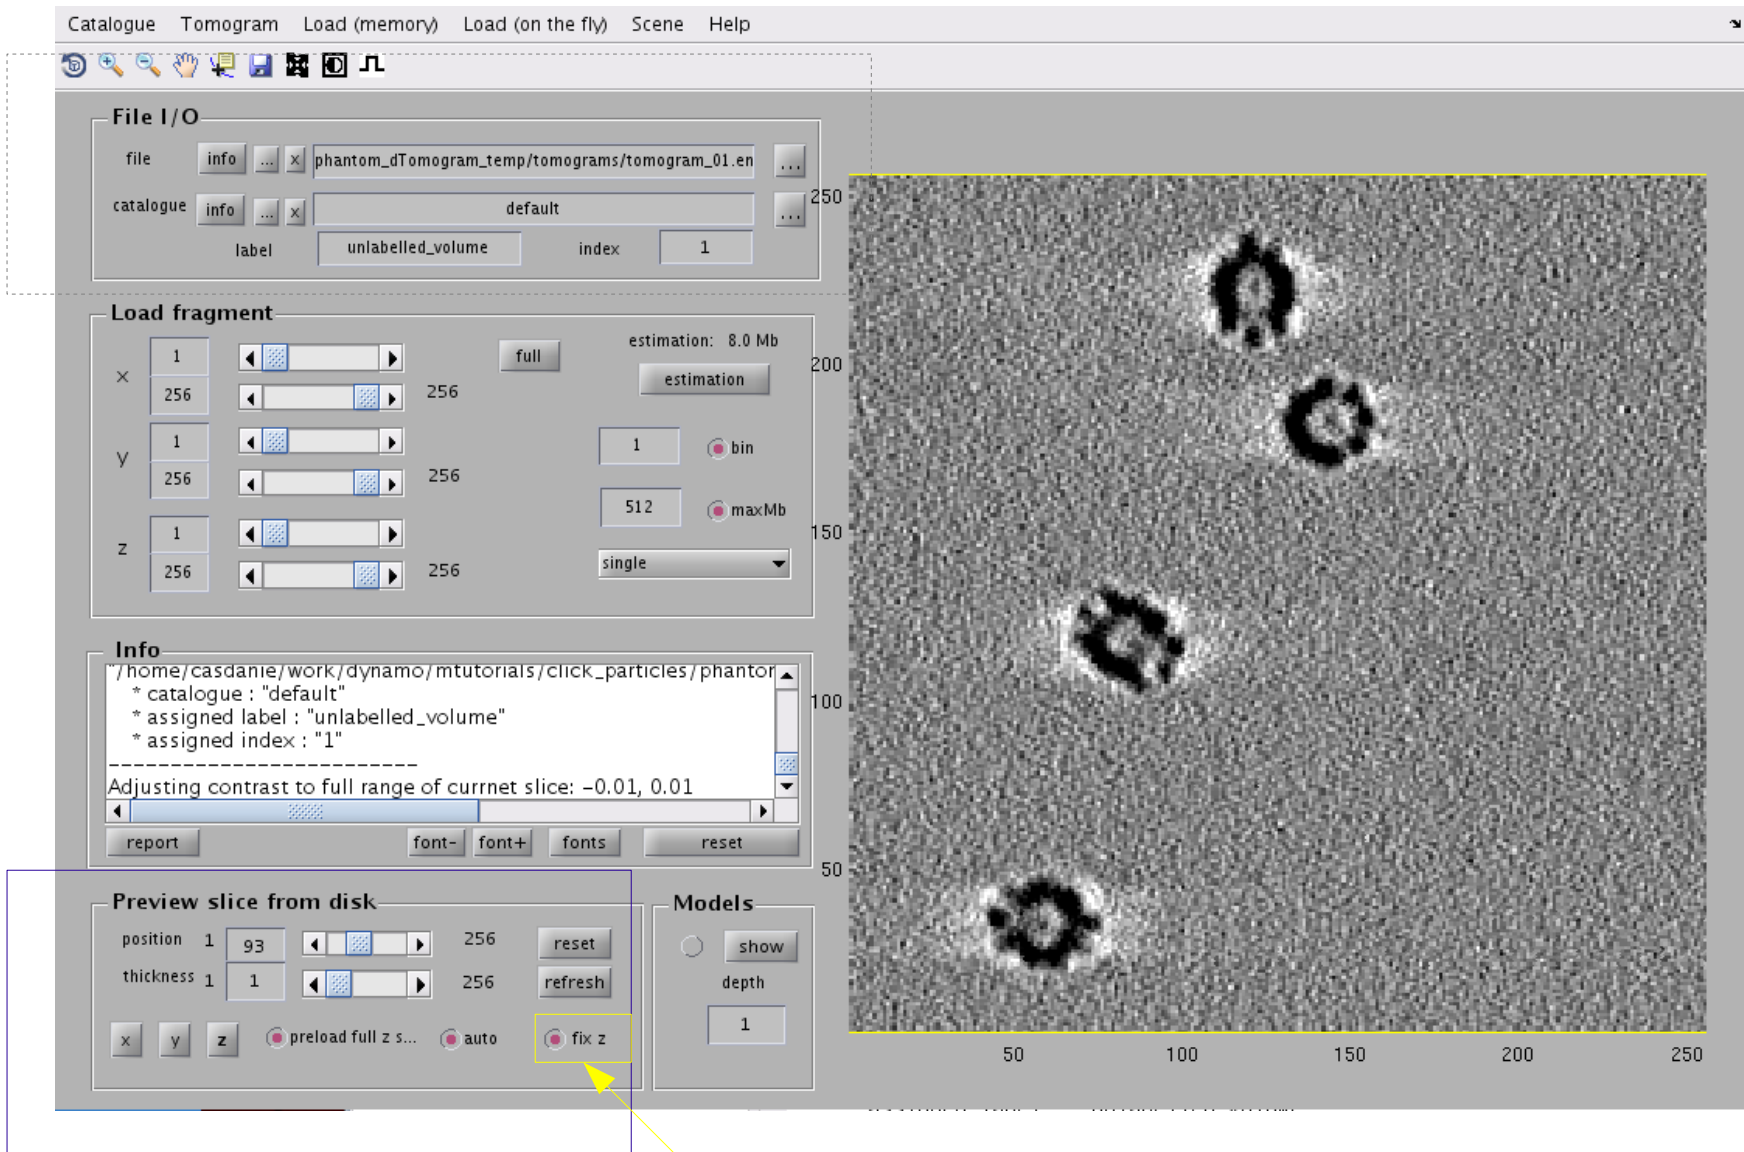 Catalogue Tomogram Load (memory) Load (on the fly) Scene Help
File I/O
file info ... x phantom_dTomogram_temp/tomograms/tomogram_01.en ...
catalogue info ... x default ...
label unlabelled_volume index 1
Load fragment
x 1 full estimation: 8.0 Mb
256 256 estimation
y 1 1 bin
256 256
512 maxMb
z 1
256 256 single
Info
"/home/casdanie/work/dynamo/mtutorials/click_particles/phantor
* catalogue : "default"
* assigned label : "unlabelled_volume"
* assigned index : "1"
--------------------------
Adjusting contrast to full range of currnet slice: -0.01, 0.01
report font- font+ fonts reset
Preview slice from disk
position 1 93 256 reset
thickness 1 1 256 refresh
x y z preload full z s... auto fix z
Models
show
depth
1
250
200
150
100
50
50 100 150 200 250